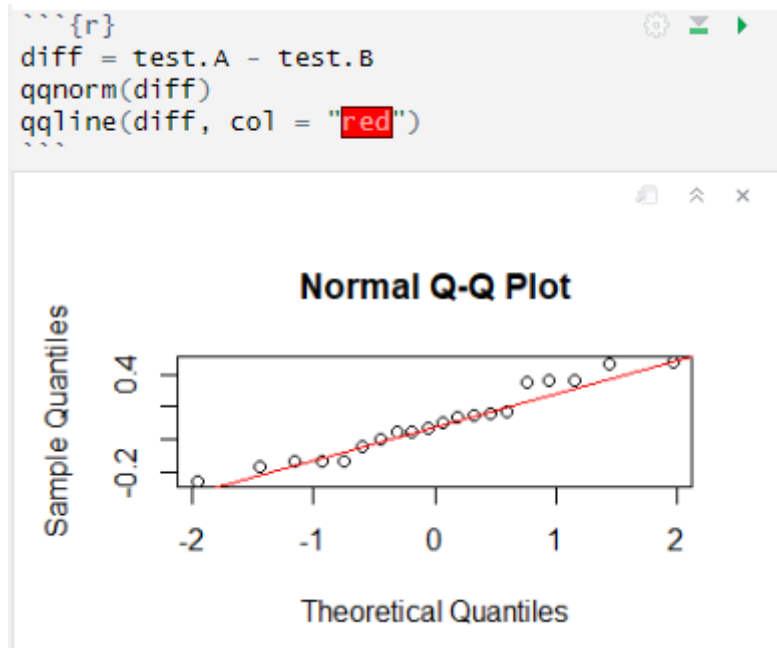 ```{r}
diff = test.A - test.B
qqnorm(diff)
qqline(diff, col = "red")
```
Normal Q-Q Plot
Sample Quantiles
0.4
-0.2
-2 -1 0 1 2
Theoretical Quantiles